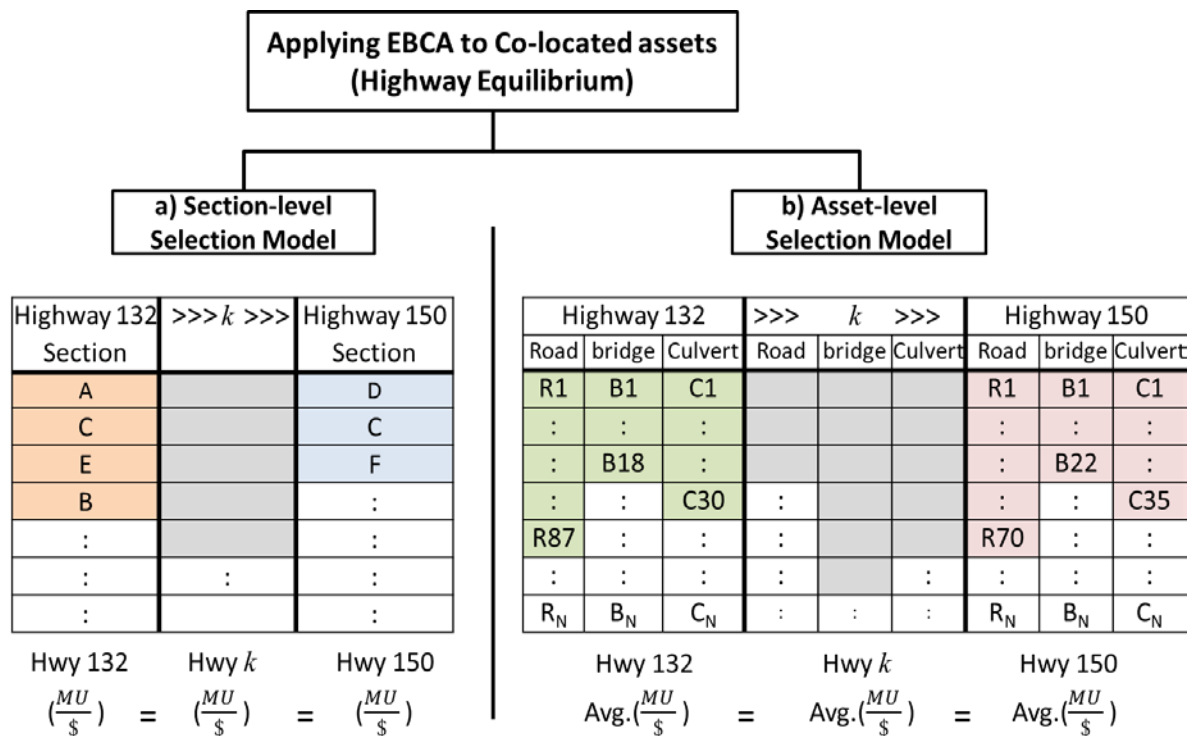 Applying EBCA to Co-located assets
(Highway Equilibrium)
a) Section-level
Selection Model
b) Asset-level
Selection Model
Highway 132 >>> k >>> Highway 150
Section Section
A D
C C
E F
B :
: :
: : :
: :
Hwy 132 Hwy k Hwy 150
(MU/$) = (MU/$) = (MU/$)
Highway 132 >>> k >>> Highway 150
Road bridge Culvert Road bridge Culvert Road bridge Culvert
R1 B1 C1 R1 B1 C1
: : : : : :
: B18 : : B22 :
: : C30 : : : C35
R87 : : : R70 : :
: : : : : : : :
R_N B_N C_N : : : R_N B_N C_N
Hwy 132 Hwy k Hwy 150
Avg.(MU/$) = Avg.(MU/$) = Avg.(MU/$)